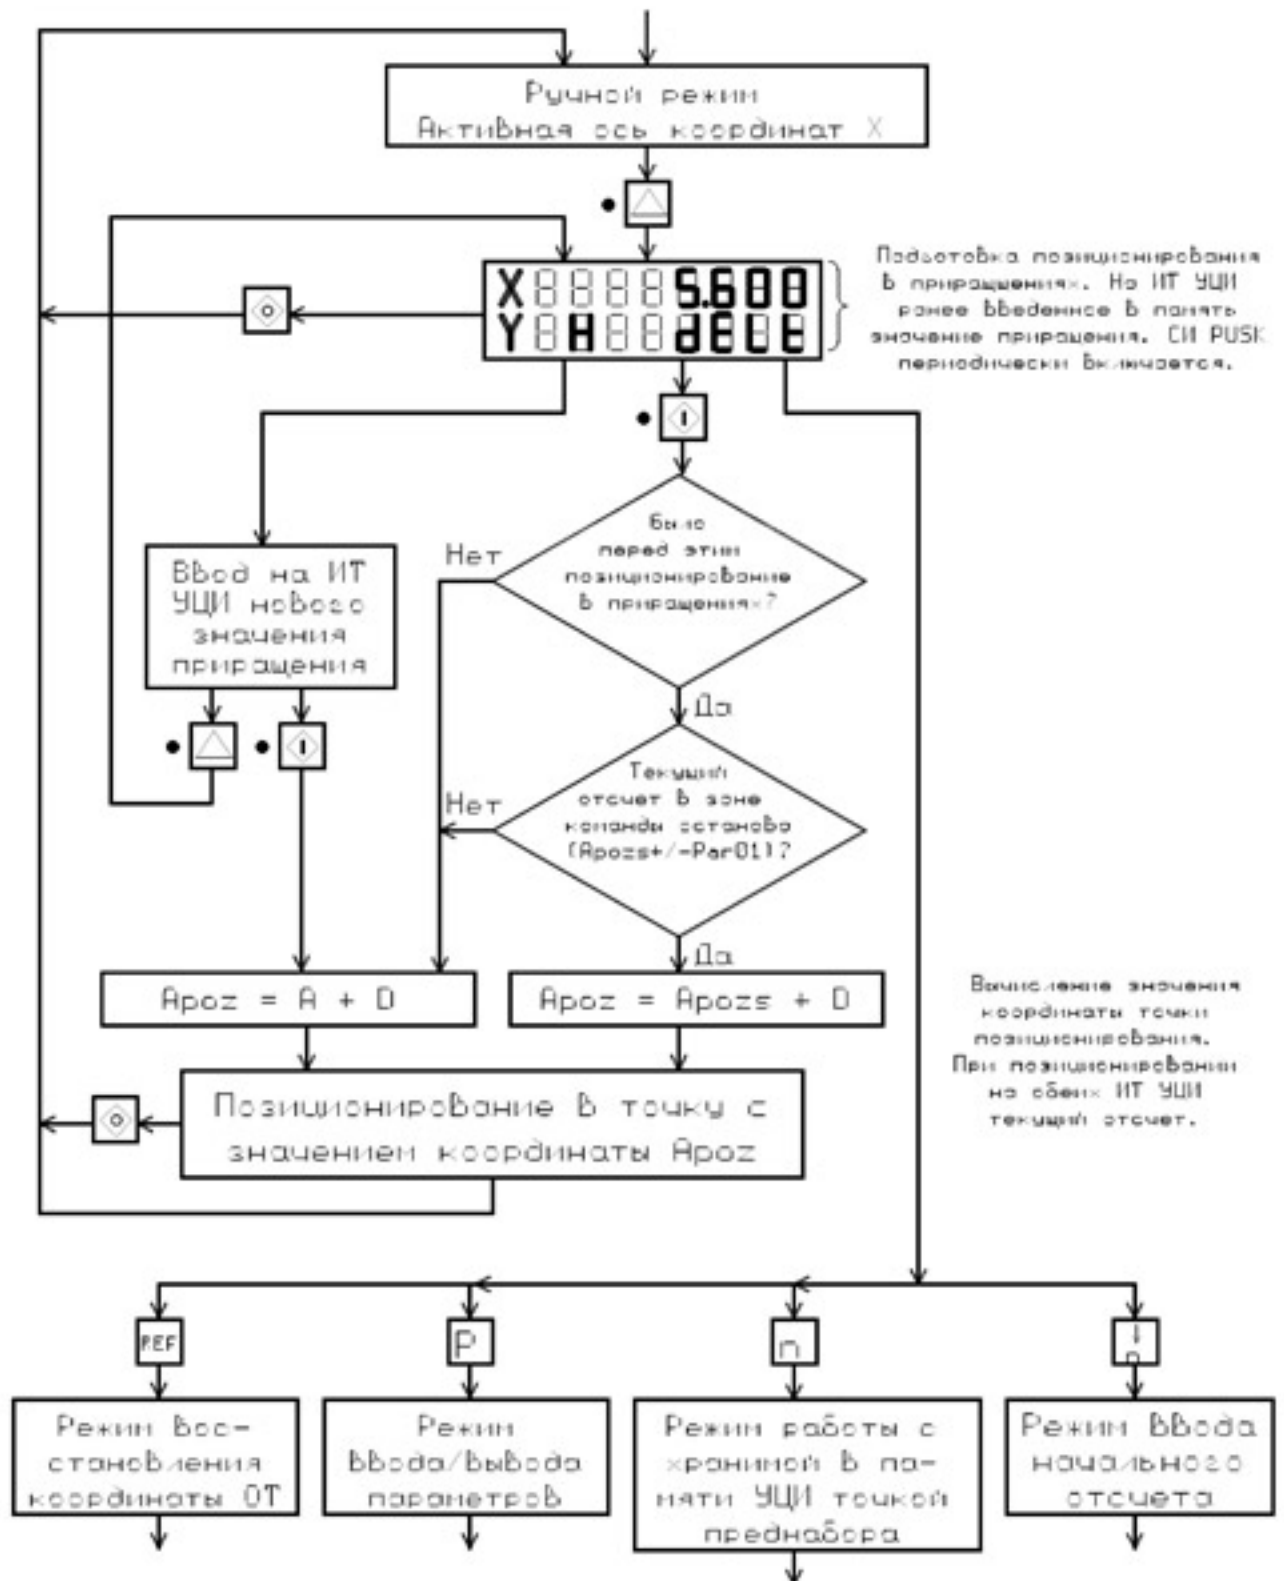 Ручной режим
Активная ось координат X
X 5.600
Y H dELt
Подготовка позиционирования
в приращениях. На ИТ УЦИ
ранее введенное в память
значение приращения. СИ PUSK
периодически включается.
Было
перед этим
позиционирование
в приращениях?
Нет
Да
Ввод на ИТ
УЦИ нового
значения
приращения
Текущий
отсчет в зоне
команды останова
(Apozs+/-Par01)?
Нет
Да
Apoz = A + D
Apoz = Apozs + D
Вычисление значения
координаты точки
позиционирования.
При позиционировании
на обеих ИТ УЦИ
текущий отсчет.
Позиционирование в точку с
значением координаты Apoz
REF
P
n
Режим вос-
становления
координаты ОТ
Режим
ввода/вывода
параметров
Режим работы с
хранимой в па-
мяти УЦИ точкой
преднабора
Режим ввода
начального
отсчета